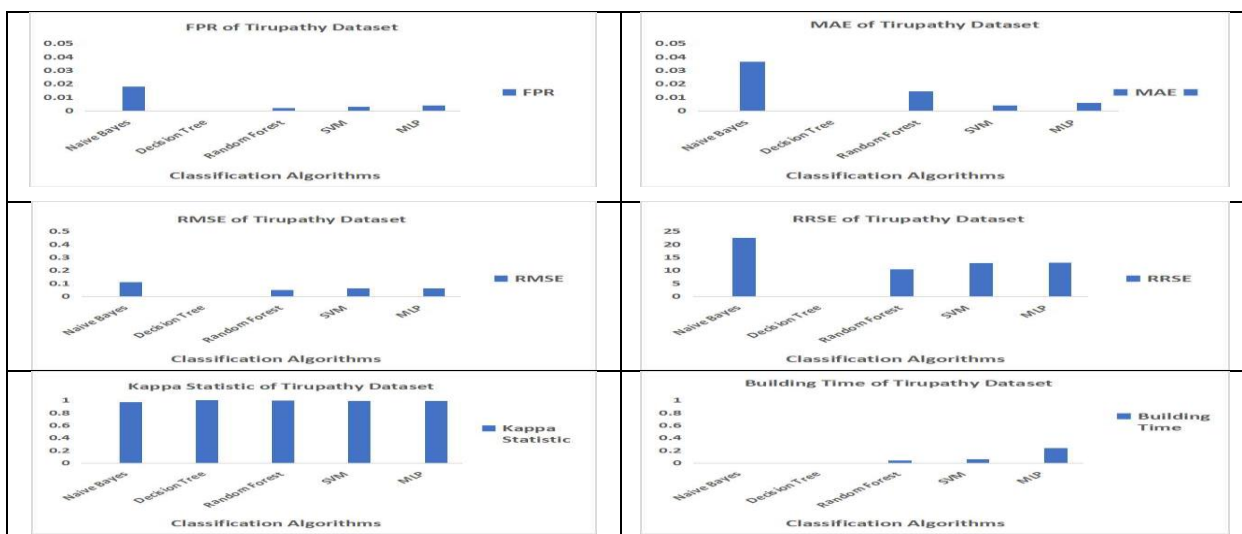 FPR of Tirupathy Dataset
0.05
0.04
0.03
0.02
0.01
0
Naive Bayes
Decision Tree
Random Forest
SVM
MLP
FPR
Classification Algorithms
MAE of Tirupathy Dataset
0.05
0.04
0.03
0.02
0.01
0
Naive Bayes
Decision Tree
Random Forest
SVM
MLP
MAE
Classification Algorithms
RMSE of Tirupathy Dataset
0.5
0.4
0.3
0.2
0.1
0
Naive Bayes
Decision Tree
Random Forest
SVM
MLP
RMSE
Classification Algorithms
RRSE of Tirupathy Dataset
25
20
15
10
5
0
Naive Bayes
Decision Tree
Random Forest
SVM
MLP
RRSE
Classification Algorithms
Kappa Statistic of Tirupathy Dataset
1
0.8
0.6
0.4
0.2
0
Naive Bayes
Decision Tree
Random Forest
SVM
MLP
Kappa
Statistic
Classification Algorithms
Building Time of Tirupathy Dataset
1
0.8
0.6
0.4
0.2
0
Naive Bayes
Decision Tree
Random Forest
SVM
MLP
Building
Time
Classification Algorithms